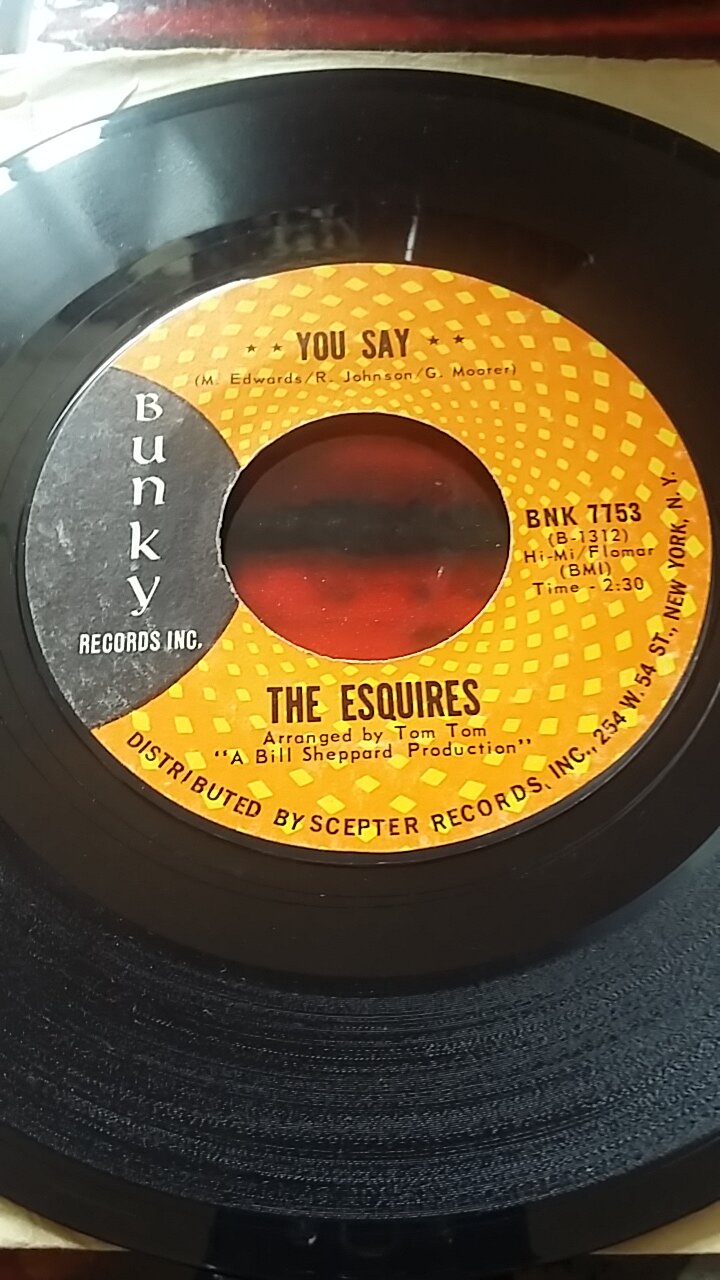 ★ ★ YOU SAY ★ ★
(M. Edwards/R. Johnson/G. Moorer)
Bunky
RECORDS INC.
BNK 7753
(B-1312)
Hi-Mi/Flomar
(BMI)
Time - 2:30
THE ESQUIRES
Arranged by Tom Tom
"A Bill Sheppard Production"
DISTRIBUTED BY SCEPTER RECORDS, INC., 254 W. 54 ST., NEW YORK, N. Y.